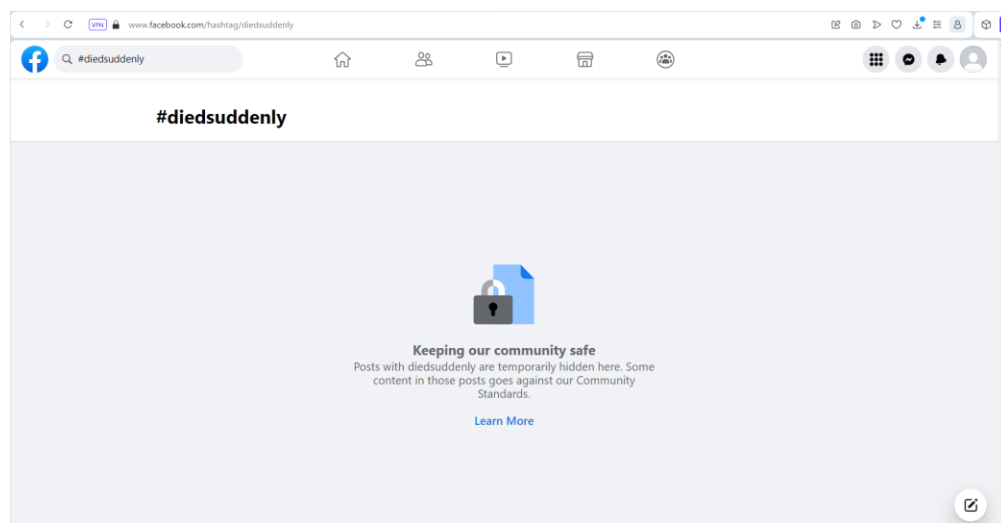 VPN www.facebook.com/hashtag/diedsuddenly
#diedsuddenly
#diedsuddenly
Keeping our community safe
Posts with diedsuddenly are temporarily hidden here. Some
content in those posts goes against our Community
Standards.
Learn More